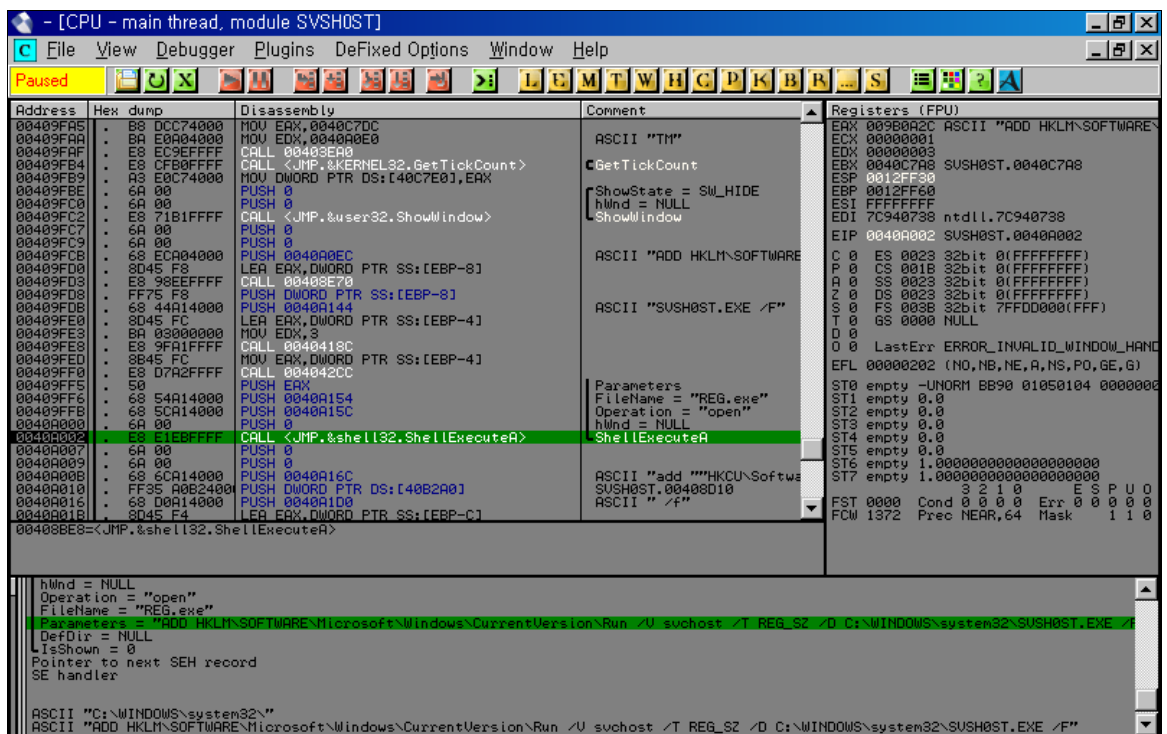 - [CPU - main thread, module SVSH0ST]
C File View Debugger Plugins DeFixed Options Window Help
Paused L E M T W H C P K B R ... S ? A
Address Hex dump Disassembly Comment
00409FA5 . B8 DCC74000 MOV EAX,0040C7DC
00409FAA . BA E0A04000 MOV EDX,0040A0E0 ASCII "TM"
00409FAF . E8 EC9EFFFF CALL 00403EA0
00409FB4 . E8 CFB0FFFF CALL <JMP.&KERNEL32.GetTickCount> GetTickCount
00409FB9 . A3 E0C74000 MOV DWORD PTR DS:[40C7E0],EAX
00409FBE . 6A 00 PUSH 0 ShowState = SW_HIDE
00409FC0 . 6A 00 PUSH 0 hWnd = NULL
00409FC2 . E8 71B1FFFF CALL <JMP.&user32.ShowWindow> ShowWindow
00409FC7 . 6A 00 PUSH 0
00409FC9 . 6A 00 PUSH 0
00409FCB . 68 ECA04000 PUSH 0040A0EC ASCII "ADD HKLM\SOFTWARE
00409FD0 . 8D45 F8 LEA EAX,DWORD PTR SS:[EBP-8]
00409FD3 . E8 98EEFFFF CALL 00408E70
00409FD8 . FF75 F8 PUSH DWORD PTR SS:[EBP-8]
00409FDB . 68 44A14000 PUSH 0040A144 ASCII "SVSH0ST.EXE /F"
00409FE0 . 8D45 FC LEA EAX,DWORD PTR SS:[EBP-4]
00409FE3 . BA 03000000 MOV EDX,3
00409FE8 . E8 9FA1FFFF CALL 0040418C
00409FED . 8B45 FC MOV EAX,DWORD PTR SS:[EBP-4]
00409FF0 . E8 D7A2FFFF CALL 004042CC
00409FF5 . 50 PUSH EAX Parameters
00409FF6 . 68 54A14000 PUSH 0040A154 FileName = "REG.exe"
00409FFB . 68 5CA14000 PUSH 0040A15C Operation = "open"
0040A000 . 6A 00 PUSH 0 hWnd = NULL
0040A002 . E8 E1EBFFFF CALL <JMP.&shell32.ShellExecuteA> ShellExecuteA
0040A007 . 6A 00 PUSH 0
0040A009 . 6A 00 PUSH 0
0040A00B . 68 6CA14000 PUSH 0040A16C ASCII "add ""HKCU\Softwa
0040A010 . FF35 A0B24000 PUSH DWORD PTR DS:[40B2A0] SVSH0ST.00408D10
0040A016 . 68 D0A14000 PUSH 0040A1D0 ASCII " /f"
0040A01B . 8D45 F4 LEA EAX,DWORD PTR SS:[EBP-C]
00408BE8=<JMP.&shell32.ShellExecuteA>
Registers (FPU)
EAX 009B0A2C ASCII "ADD HKLM\SOFTWARE\
ECX 00000001
EDX 00000003
EBX 0040C7A8 SVSH0ST.0040C7A8
ESP 0012FF30
EBP 0012FF60
ESI FFFFFFFF
EDI 7C940738 ntdll.7C940738
EIP 0040A002 SVSH0ST.0040A002
C 0 ES 0023 32bit 0(FFFFFFFF)
P 0 CS 001B 32bit 0(FFFFFFFF)
A 0 SS 0023 32bit 0(FFFFFFFF)
Z 0 DS 0023 32bit 0(FFFFFFFF)
S 0 FS 003B 32bit 7FFDD000(FFF)
T 0 GS 0000 NULL
D 0
O 0 LastErr ERROR_INVALID_WINDOW_HAND
EFL 00000202 (NO,NB,NE,A,NS,PO,GE,G)
ST0 empty -UNORM BB90 01050104 0000000
ST1 empty 0.0
ST2 empty 0.0
ST3 empty 0.0
ST4 empty 0.0
ST5 empty 0.0
ST6 empty 1.0000000000000000000
ST7 empty 1.0000000000000000000
3 2 1 0 E S P U O
FST 0000 Cond 0 0 0 0 Err 0 0 0 0 0
FCW 1372 Prec NEAR,64 Mask 1 1 0
hWnd = NULL
Operation = "open"
FileName = "REG.exe"
Parameters = "ADD HKLM\SOFTWARE\Microsoft\Windows\CurrentVersion\Run /V svchost /T REG_SZ /D C:\WINDOWS\system32\SVSH0ST.EXE /F
DefDir = NULL
IsShown = 0
Pointer to next SEH record
SE handler
ASCII "C:\WINDOWS\system32\"
ASCII "ADD HKLM\SOFTWARE\Microsoft\Windows\CurrentVersion\Run /V svchost /T REG_SZ /D C:\WINDOWS\system32\SVSH0ST.EXE /F"